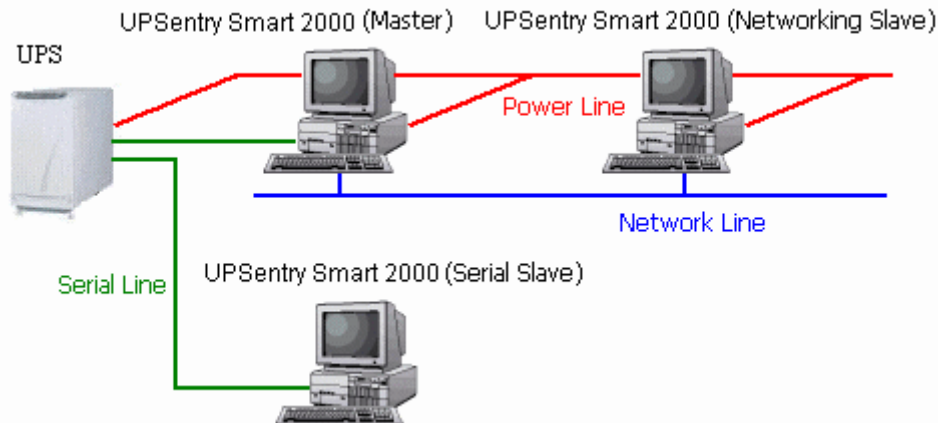 UPSentry Smart 2000 (Master)
UPSentry Smart 2000 (Networking Slave)
UPS
Power Line
Network Line
UPSentry Smart 2000 (Serial Slave)
Serial Line